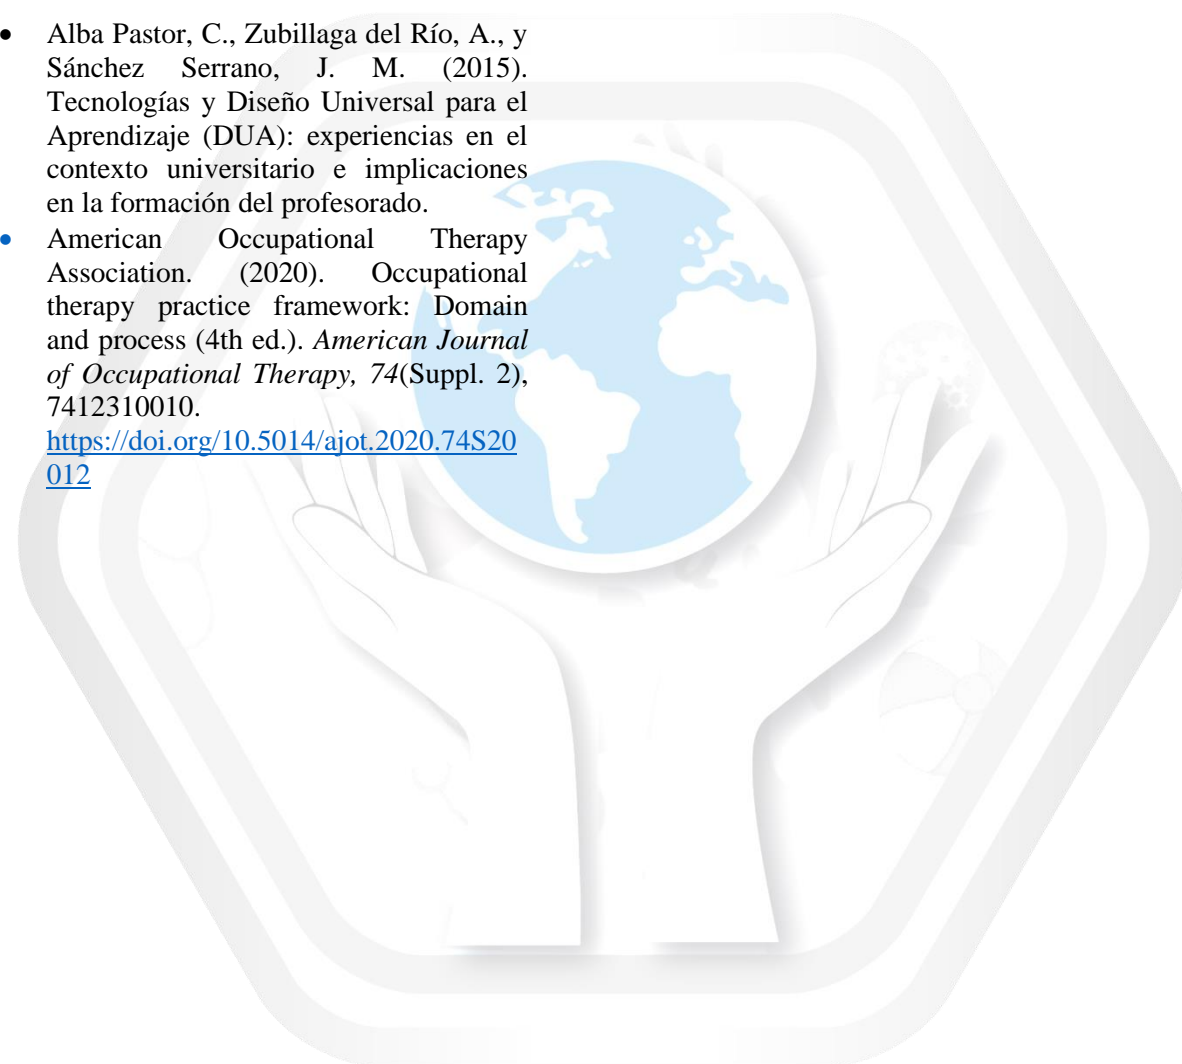 • Alba Pastor, C., Zubillaga del Río, A., y
Sánchez Serrano, J. M. (2015).
Tecnologías y Diseño Universal para el
Aprendizaje (DUA): experiencias en el
contexto universitario e implicaciones
en la formación del profesorado.
• American Occupational Therapy
Association. (2020). Occupational
therapy practice framework: Domain
and process (4th ed.). American Journal
of Occupational Therapy, 74(Suppl. 2),
7412310010.
https://doi.org/10.5014/ajot.2020.74S20
012